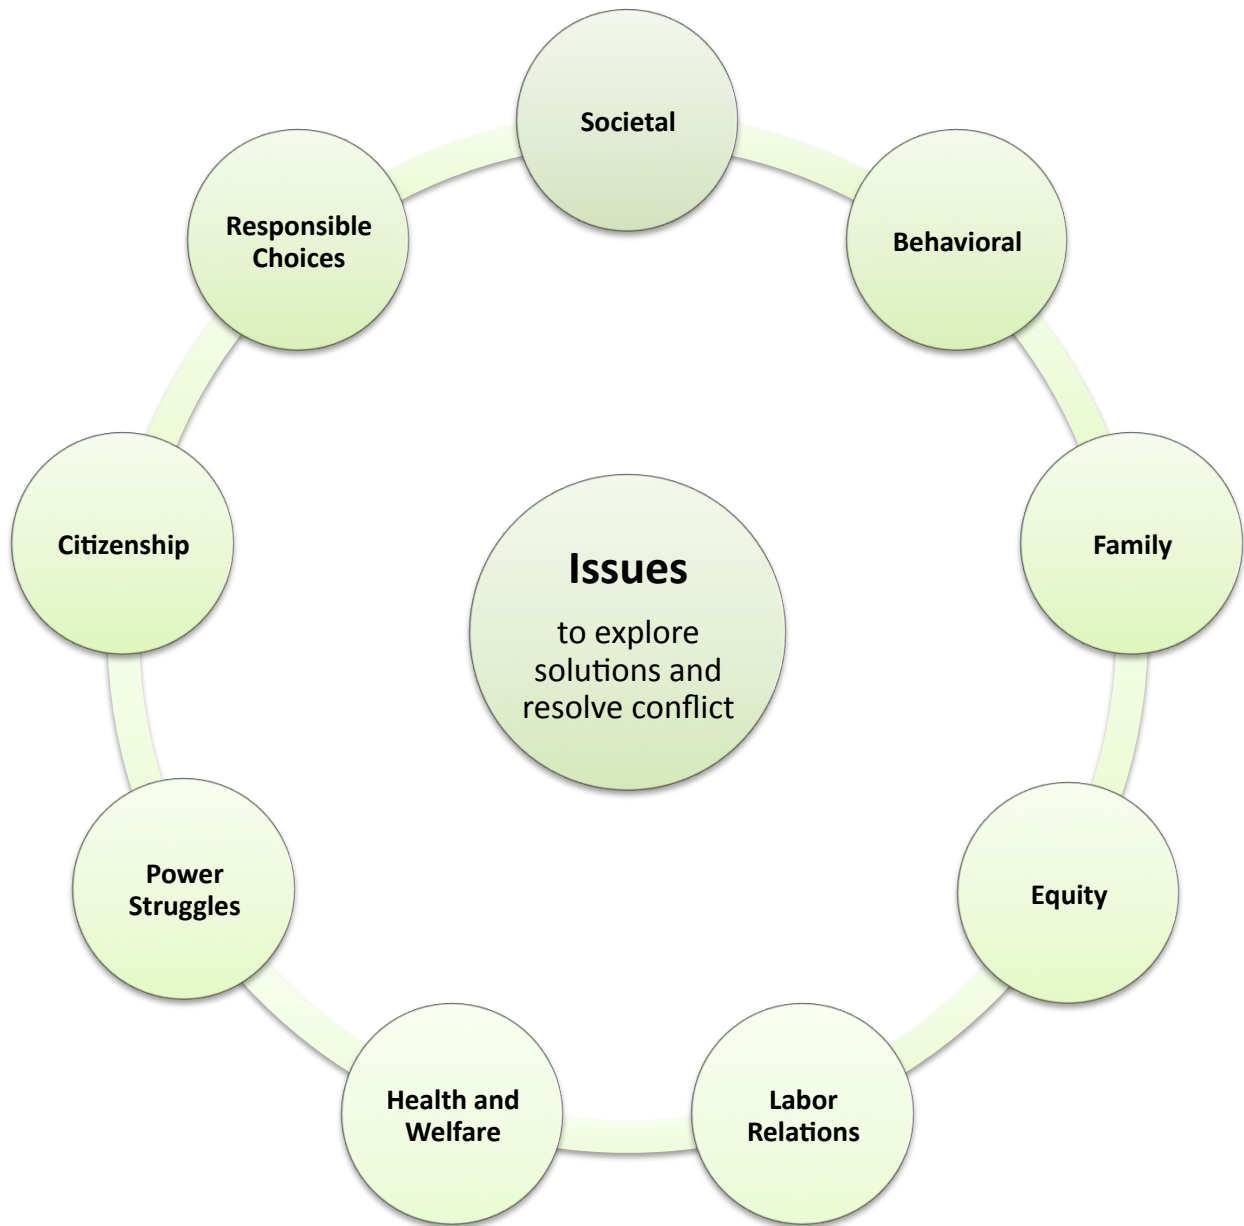 Societal
Behavioral
Family
Equity
Labor
Relations
Health and
Welfare
Power
Struggles
Citizenship
Responsible
Choices
Issues
to explore
solutions and
resolve conflict